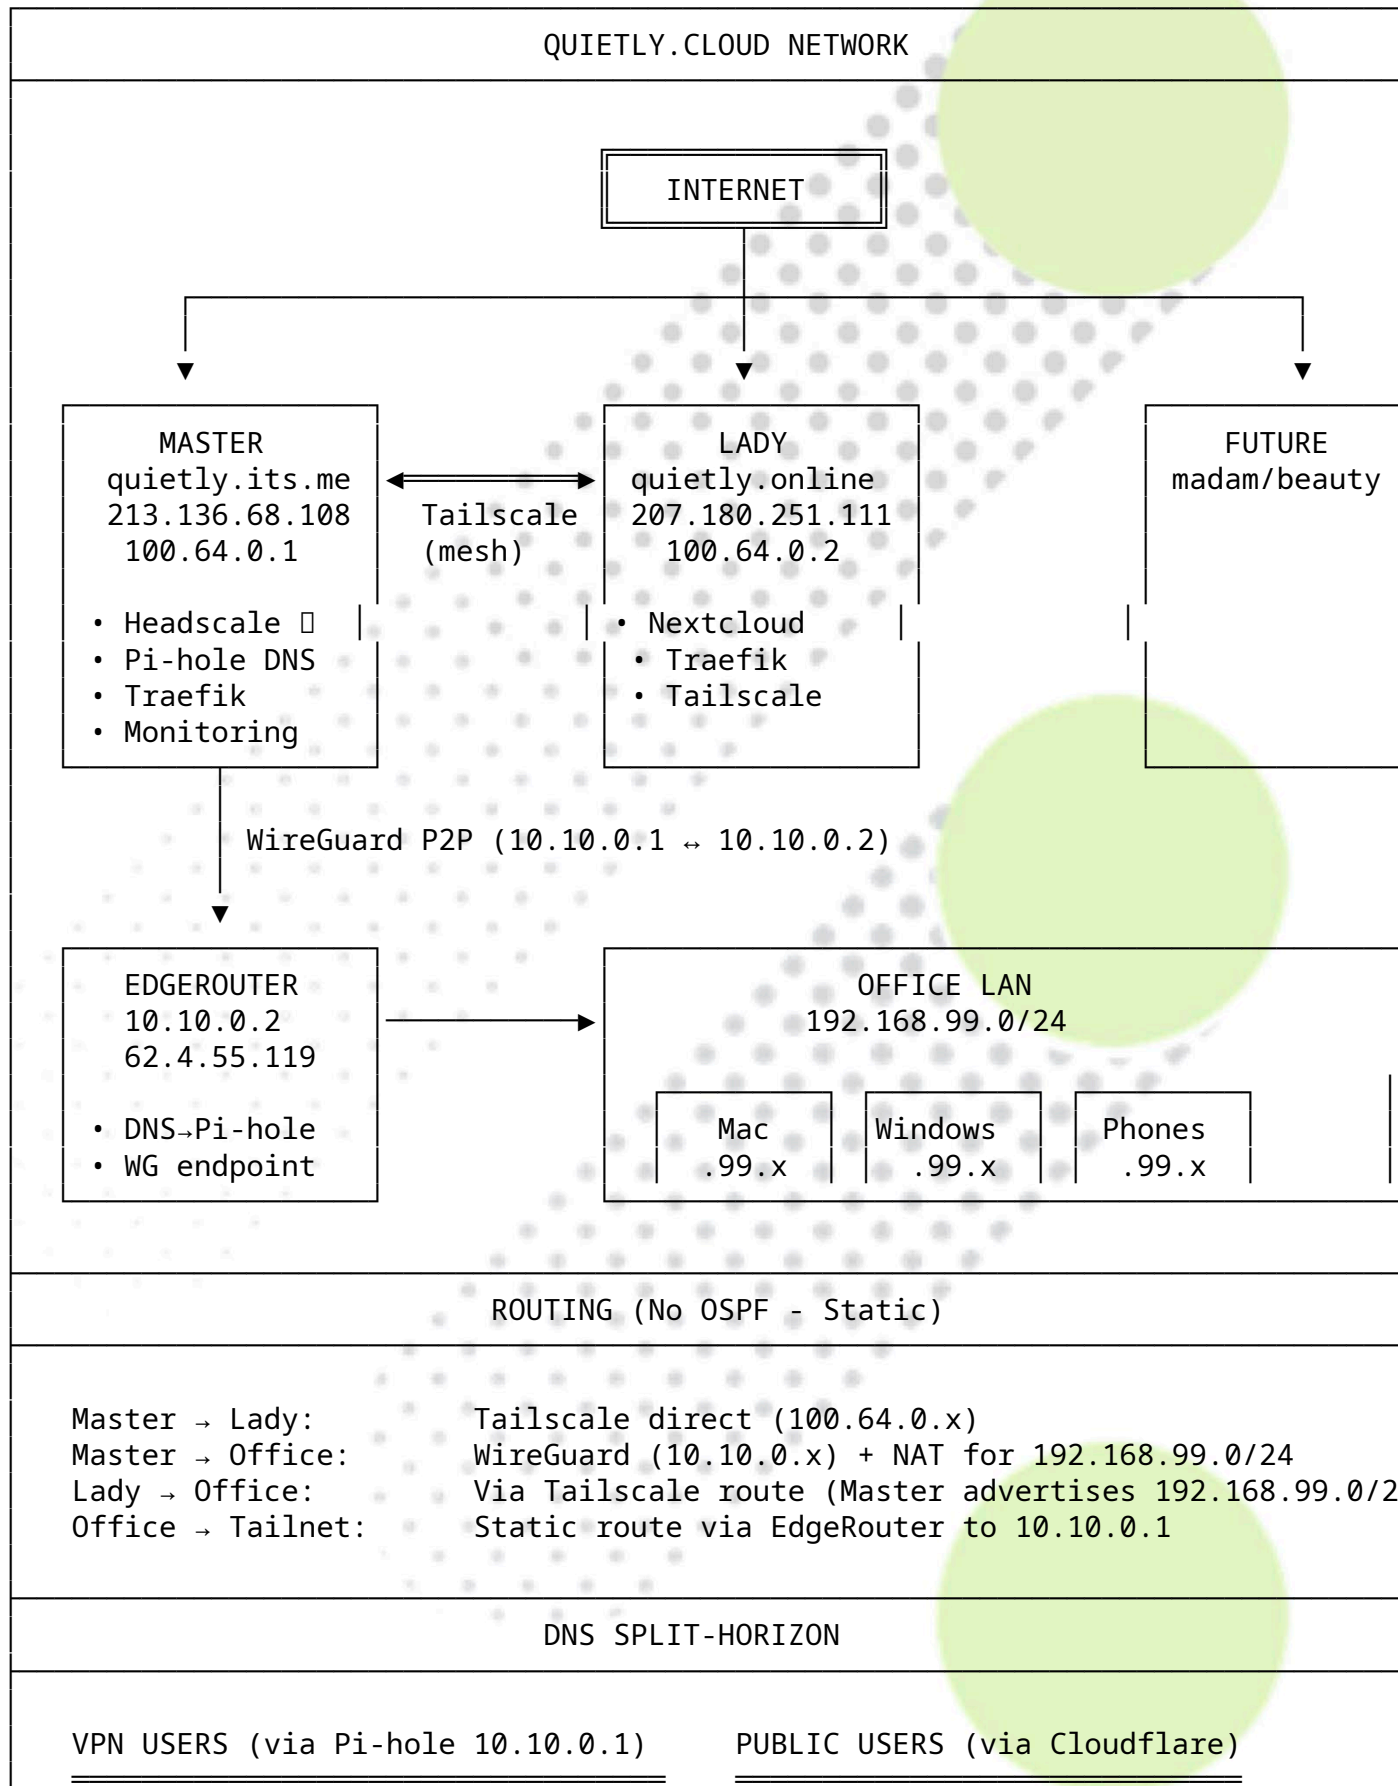 QUIETLY.CLOUD NETWORK
INTERNET
MASTER
quietly.its.me
213.136.68.108
100.64.0.1
• Headscale
• Pi-hole DNS
• Traefik
• Monitoring
Tailscale
(mesh)
LADY
quietly.online
207.180.251.111
100.64.0.2
• Nextcloud
• Traefik
• Tailscale
FUTURE
madam/beauty
WireGuard P2P (10.10.0.1 ↔ 10.10.0.2)
EDGEROUTER
10.10.0.2
62.4.55.119
• DNS→Pi-hole
• WG endpoint
OFFICE LAN
192.168.99.0/24
Mac
.99.x
Windows
.99.x
Phones
.99.x
ROUTING (No OSPF - Static)
Master → Lady: Tailscale direct (100.64.0.x)
Master → Office: WireGuard (10.10.0.x) + NAT for 192.168.99.0/24
Lady → Office: Via Tailscale route (Master advertises 192.168.99.0/2
Office → Tailnet: Static route via EdgeRouter to 10.10.0.1
DNS SPLIT-HORIZON
VPN USERS (via Pi-hole 10.10.0.1) PUBLIC USERS (via Cloudflare)